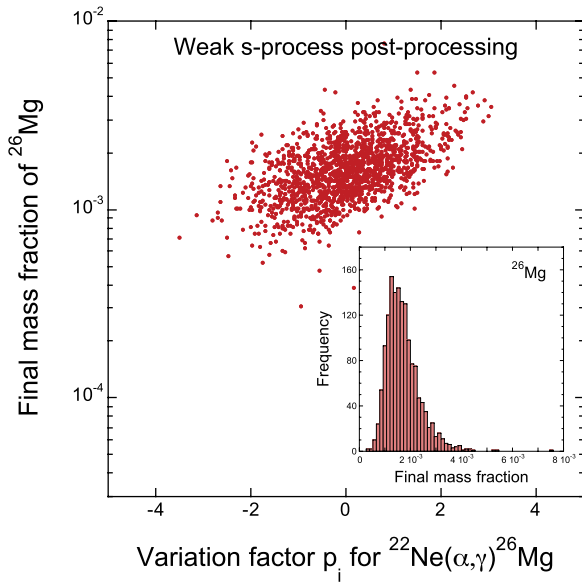 10⁻²
Weak s-process post-processing
Final mass fraction of ²⁶Mg
10⁻³
10⁻⁴
160
120
80
40
0
Frequency
²⁶Mg
0 2 10⁻³ 4 10⁻³ 6 10⁻³ 8 10⁻³
Final mass fraction
-4 -2 0 2 4
Variation factor pᵢ for ²²Ne(α,γ)²⁶Mg